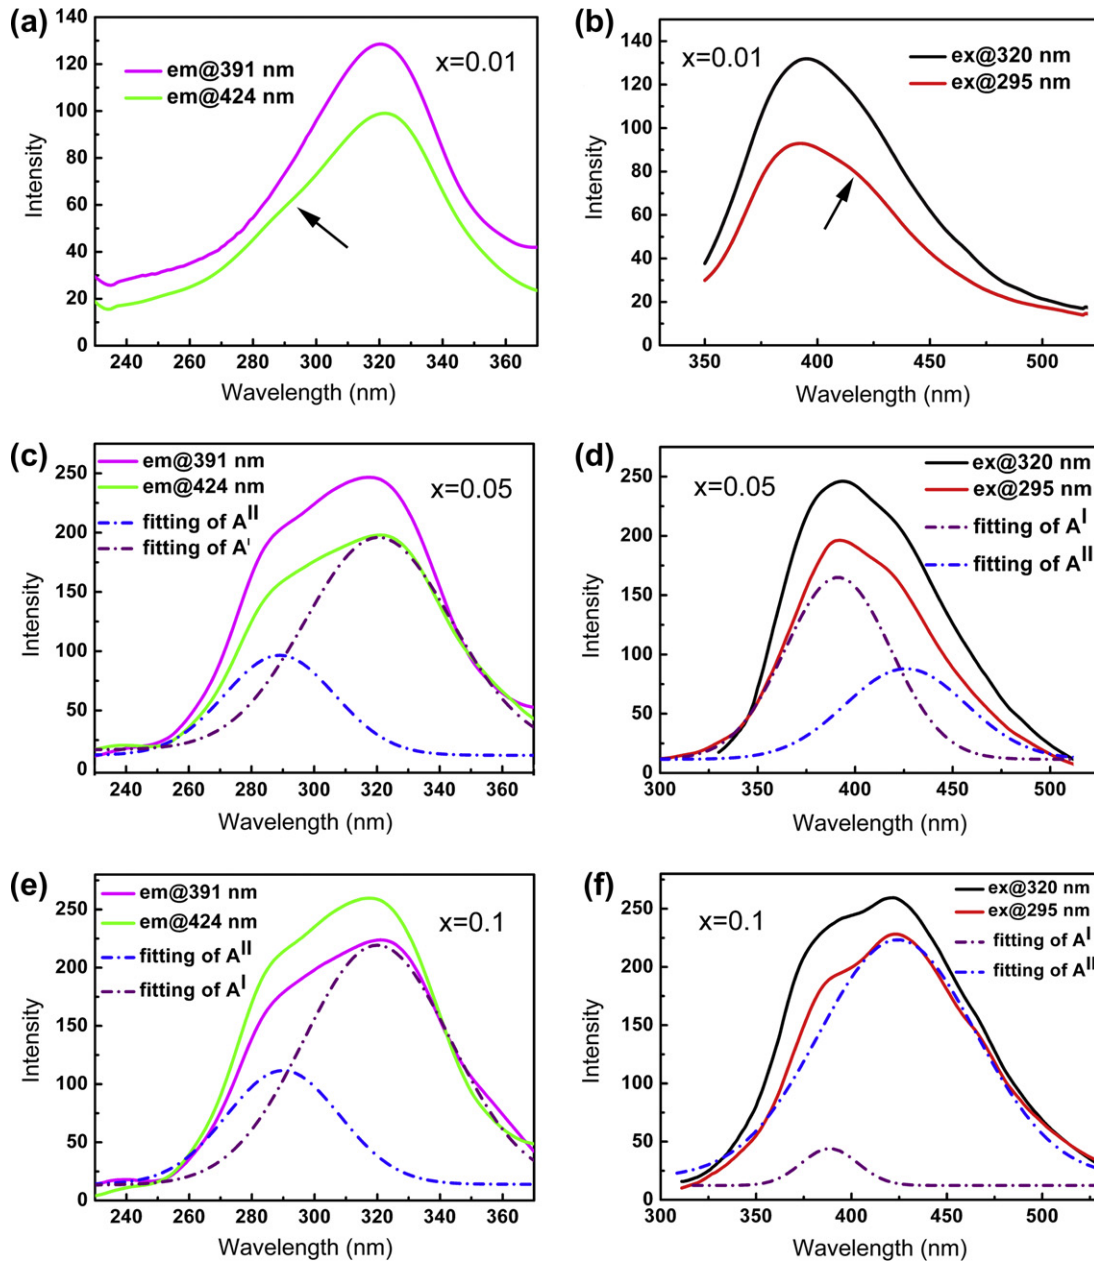 (a)
140
120
100
80
60
40
20
0
Intensity
em@391 nm
em@424 nm
x=0.01
240 260 280 300 320 340 360
Wavelength (nm)
(b)
140
120
100
80
60
40
20
0
Intensity
x=0.01
ex@320 nm
ex@295 nm
350 400 450 500
Wavelength (nm)
(c)
250
200
150
100
50
0
Intensity
em@391 nm
em@424 nm
fitting of A^II
fitting of A^I
x=0.05
240 260 280 300 320 340 360
Wavelength (nm)
(d)
250
200
150
100
50
0
Intensity
x=0.05
ex@320 nm
ex@295 nm
fitting of A^I
fitting of A^II
300 350 400 450 500
Wavelength (nm)
(e)
250
200
150
100
50
0
Intensity
em@391 nm
em@424 nm
fitting of A^II
fitting of A^I
x=0.1
240 260 280 300 320 340 360
Wavelength (nm)
(f)
250
200
150
100
50
0
Intensity
x=0.1
ex@320 nm
ex@295 nm
fitting of A^I
fitting of A^II
300 350 400 450 500
Wavelength (nm)